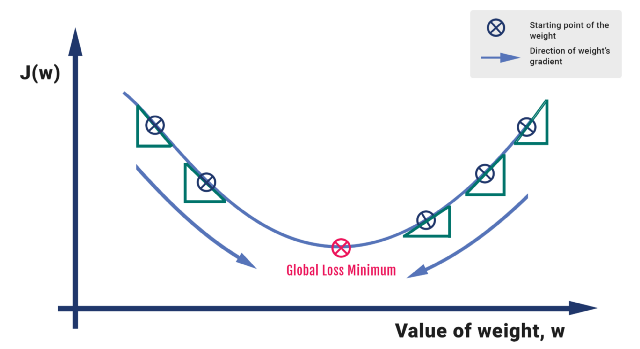 Starting point of the
weight
Direction of weight's
gradient
J(w)
Global Loss Minimum
Value of weight, w